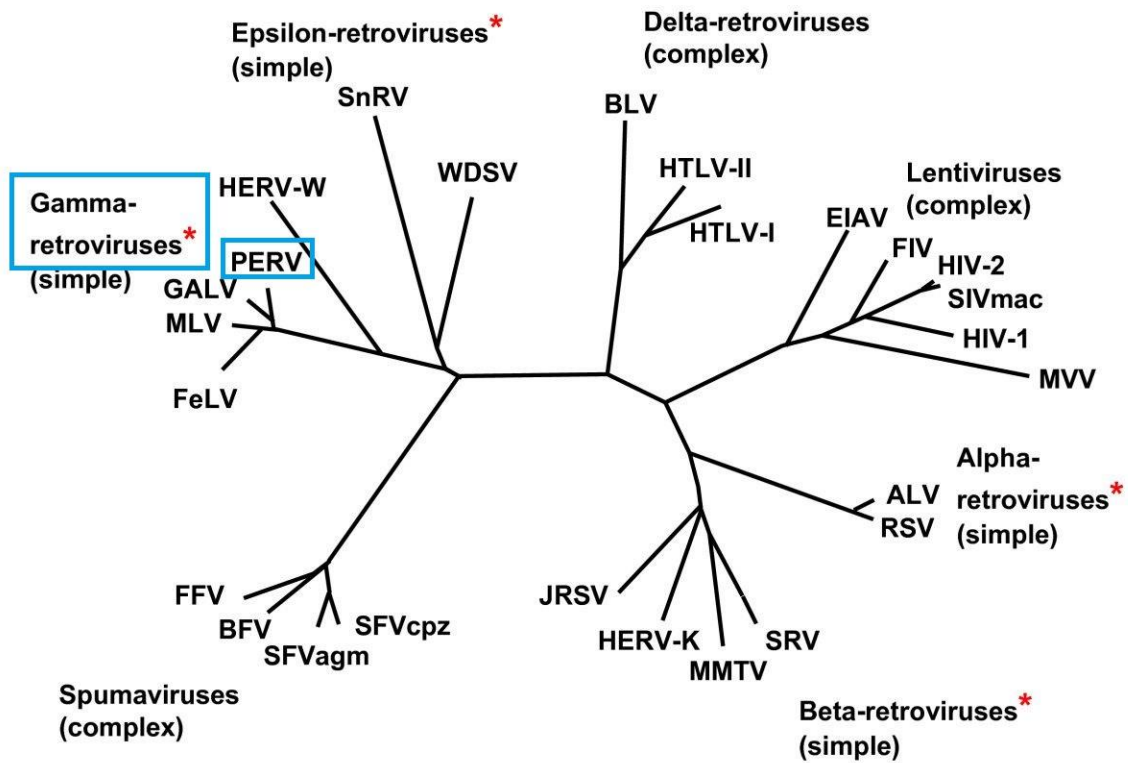 Epsilon-retroviruses*
(simple)
SnRV
WDSV
Delta-retroviruses
(complex)
BLV
HTLV-II
HTLV-I
Lentiviruses
(complex)
EIAV
FIV
HIV-2
SIVmac
HIV-1
MVV
Gamma-
retroviruses*
(simple)
HERV-W
PERV
GALV
MLV
FeLV
Alpha-
retroviruses*
(simple)
ALV
RSV
FFV
BFV
SFVagm
SFVcpz
Spumaviruses
(complex)
JRSV
HERV-K
MMTV
SRV
Beta-retroviruses*
(simple)